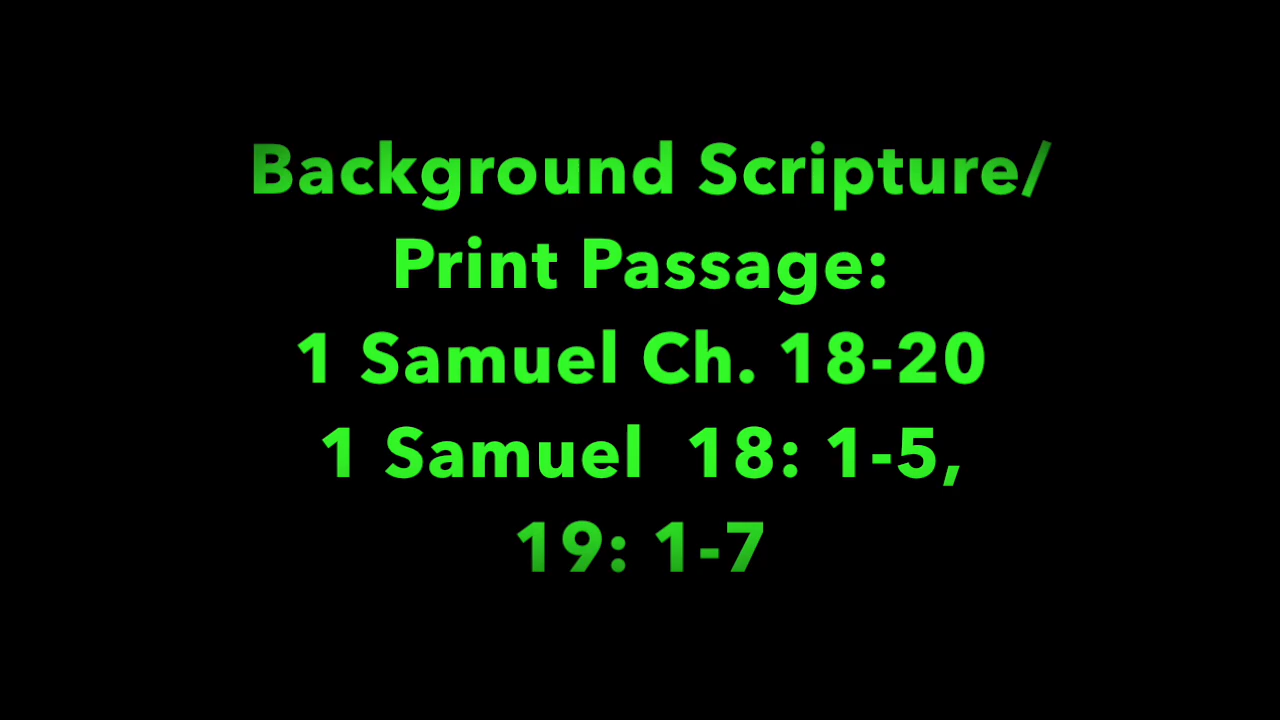 Background Scripture/
Print Passage:
1 Samuel Ch. 18-20
1 Samuel  18: 1-5,
19: 1-7